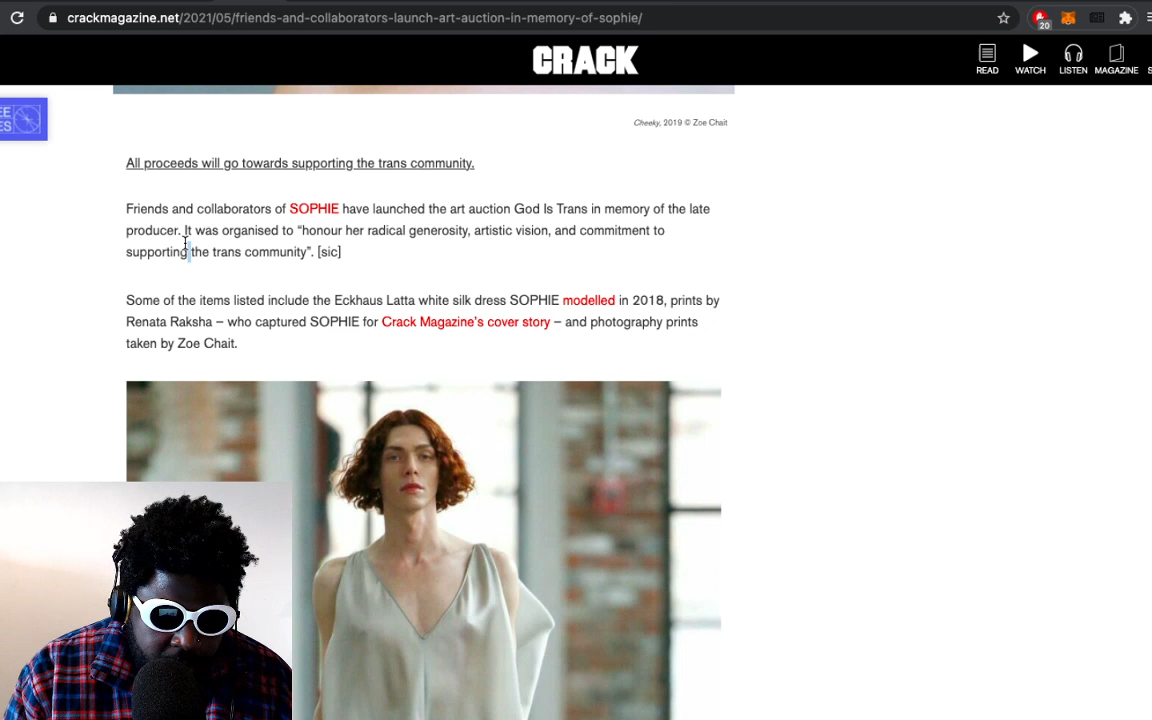 crackmagazine.net/2021/05/friends-and-collaborators-launch-art-auction-in-memory-of-sophie/
20
CRACK
READ WATCH LISTEN MAGAZINE S
EE
ES
Cheeky, 2019 © Zoe Chait
All proceeds will go towards supporting the trans community.
Friends and collaborators of SOPHIE have launched the art auction God Is Trans in memory of the late
producer. It was organised to “honour her radical generosity, artistic vision, and commitment to
supporting the trans community”. [sic]
Some of the items listed include the Eckhaus Latta white silk dress SOPHIE modelled in 2018, prints by
Renata Raksha – who captured SOPHIE for Crack Magazine’s cover story – and photography prints
taken by Zoe Chait.